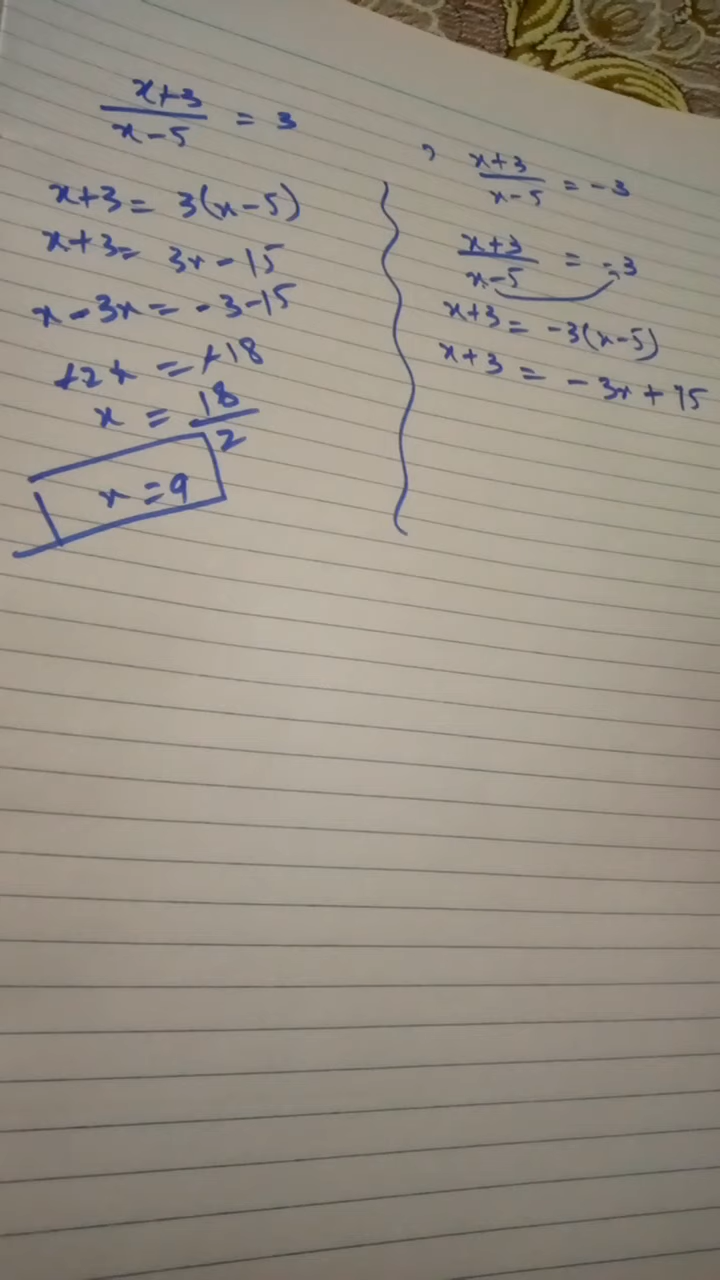 x+3/x-5 = 3
x+3 = 3(x-5)
x+3 = 3x-15
x-3x = -3-15
+2x = +18
x = 18/2
x = 9
, x+3/x-5 = -3
x+3/x-5 = -3
x+3 = -3(x-5)
x+3 = -3x+15